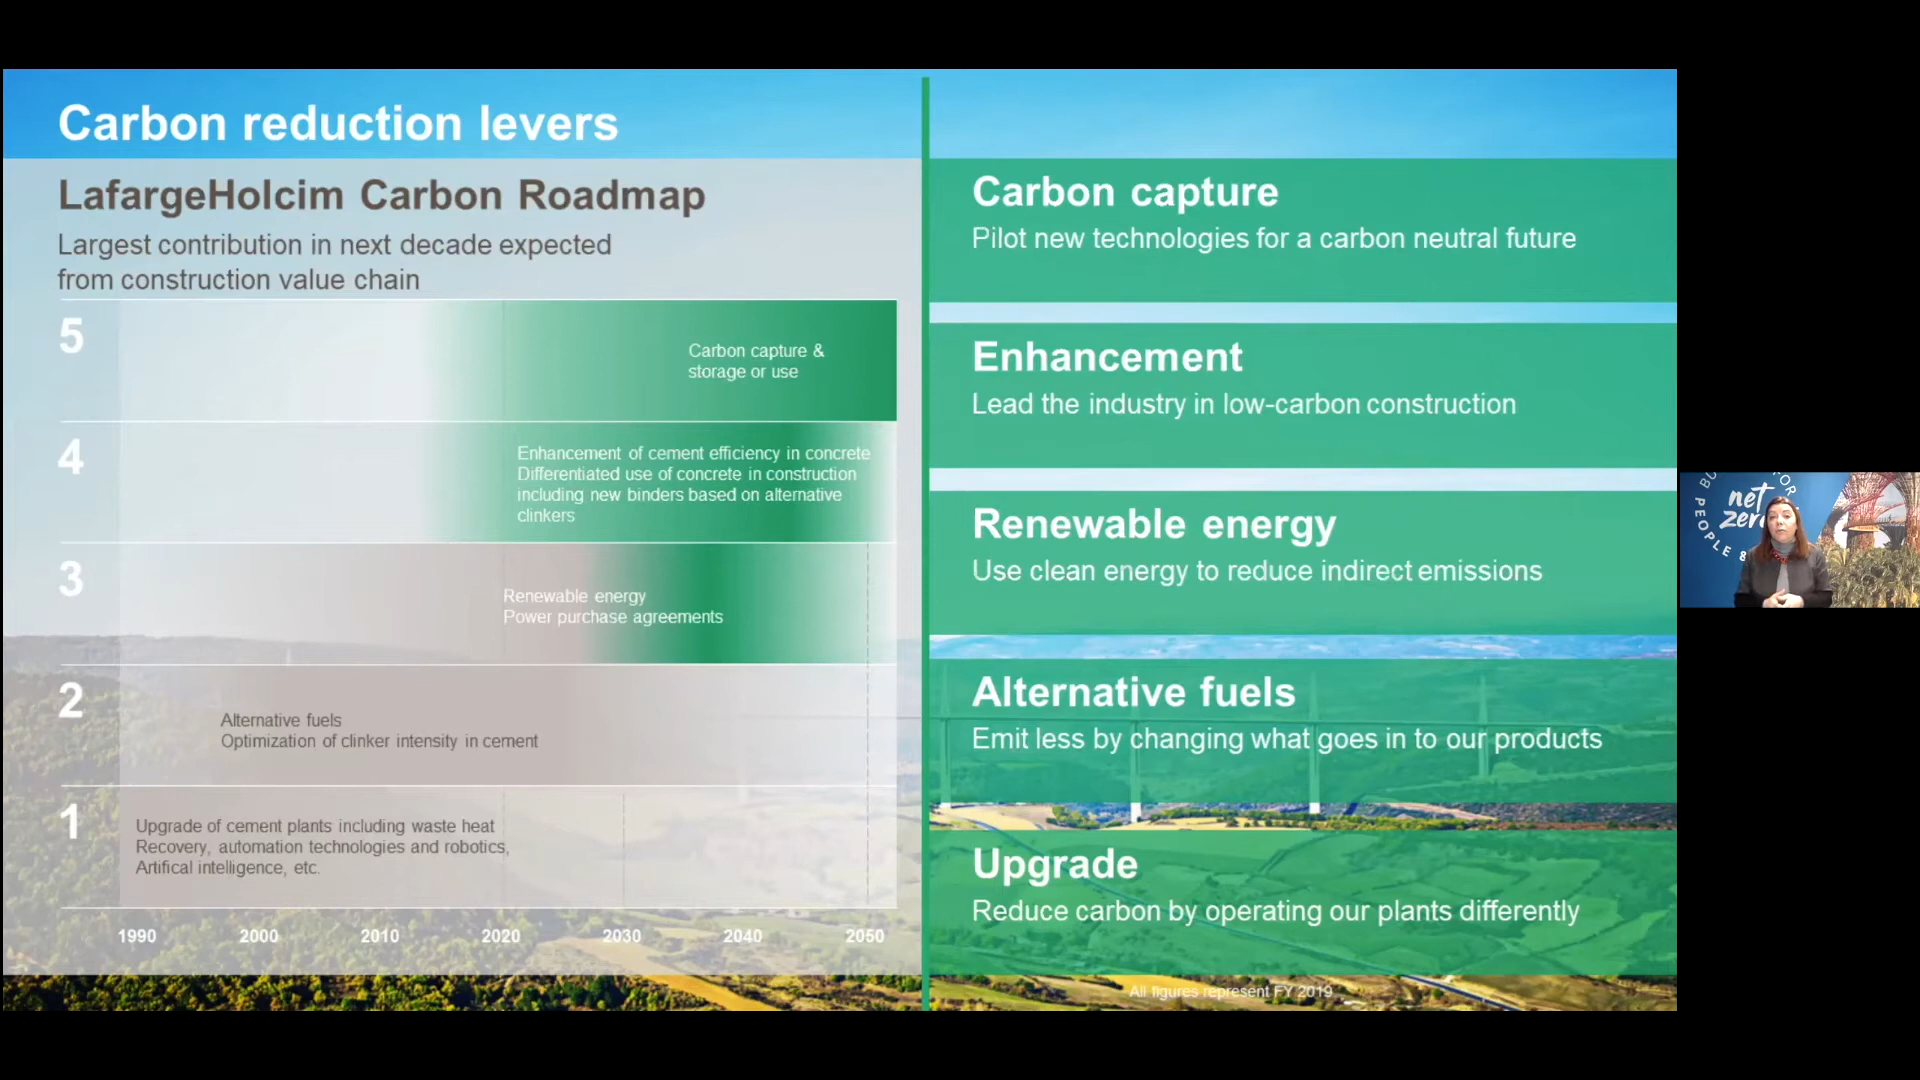 Carbon reduction levers
LafargeHolcim Carbon Roadmap
Largest contribution in next decade expected
from construction value chain
5
Carbon capture &
storage or use
4
Enhancement of cement efficiency in concrete
Differentiated use of concrete in construction
including new binders based on alternative
clinkers
3
Renewable energy
Power purchase agreements
2
Alternative fuels
Optimization of clinker intensity in cement
1
Upgrade of cement plants including waste heat
Recovery, automation technologies and robotics,
Artifical intelligence, etc.
1990 2000 2010 2020 2030 2040 2050
Carbon capture
Pilot new technologies for a carbon neutral future
Enhancement
Lead the industry in low-carbon construction
Renewable energy
Use clean energy to reduce indirect emissions
Alternative fuels
Emit less by changing what goes in to our products
Upgrade
Reduce carbon by operating our plants differently
All figures represent FY 2019
net
PEOPLE &